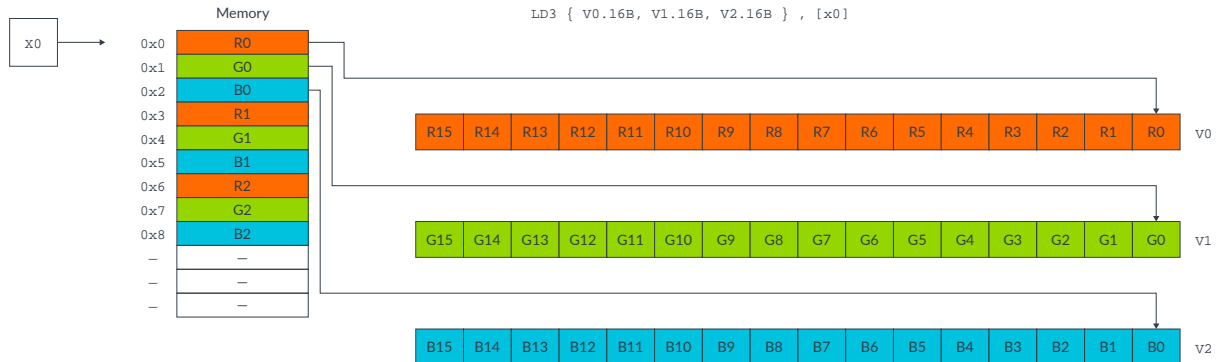 Memory
LD3 { V0.16B, V1.16B, V2.16B } , [x0]
X0
0x0 R0
0x1 G0
0x2 B0
0x3 R1
0x4 G1
0x5 B1
0x6 R2
0x7 G2
0x8 B2
– –
– –
– –
R15 R14 R13 R12 R11 R10 R9 R8 R7 R6 R5 R4 R3 R2 R1 R0 V0
G15 G14 G13 G12 G11 G10 G9 G8 G7 G6 G5 G4 G3 G2 G1 G0 V1
B15 B14 B13 B12 B11 B10 B9 B8 B7 B6 B5 B4 B3 B2 B1 B0 V2